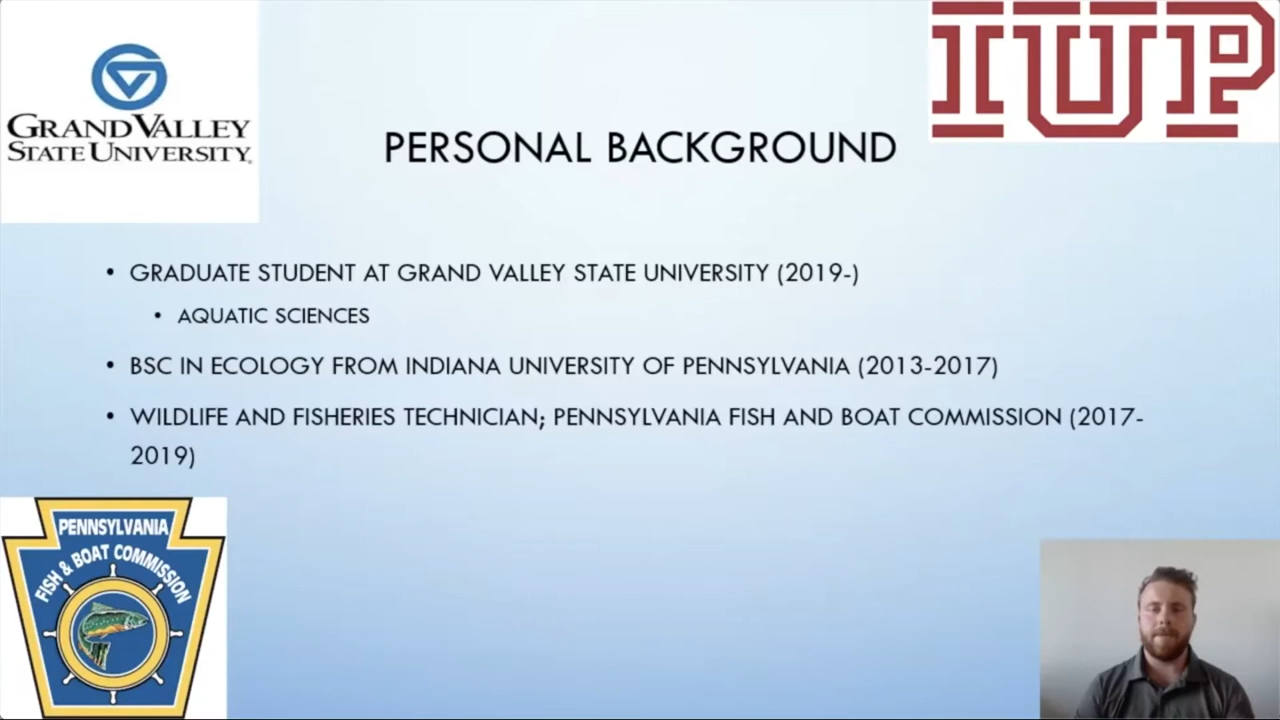 GRAND VALLEY
STATE UNIVERSITY
IUP
PERSONAL BACKGROUND
• GRADUATE STUDENT AT GRAND VALLEY STATE UNIVERSITY (2019-)
• AQUATIC SCIENCES
• BSC IN ECOLOGY FROM INDIANA UNIVERSITY OF PENNSYLVANIA (2013-2017)
• WILDLIFE AND FISHERIES TECHNICIAN; PENNSYLVANIA FISH AND BOAT COMMISSION (2017-
2019)
PENNSYLVANIA
FISH & BOAT COMMISSION